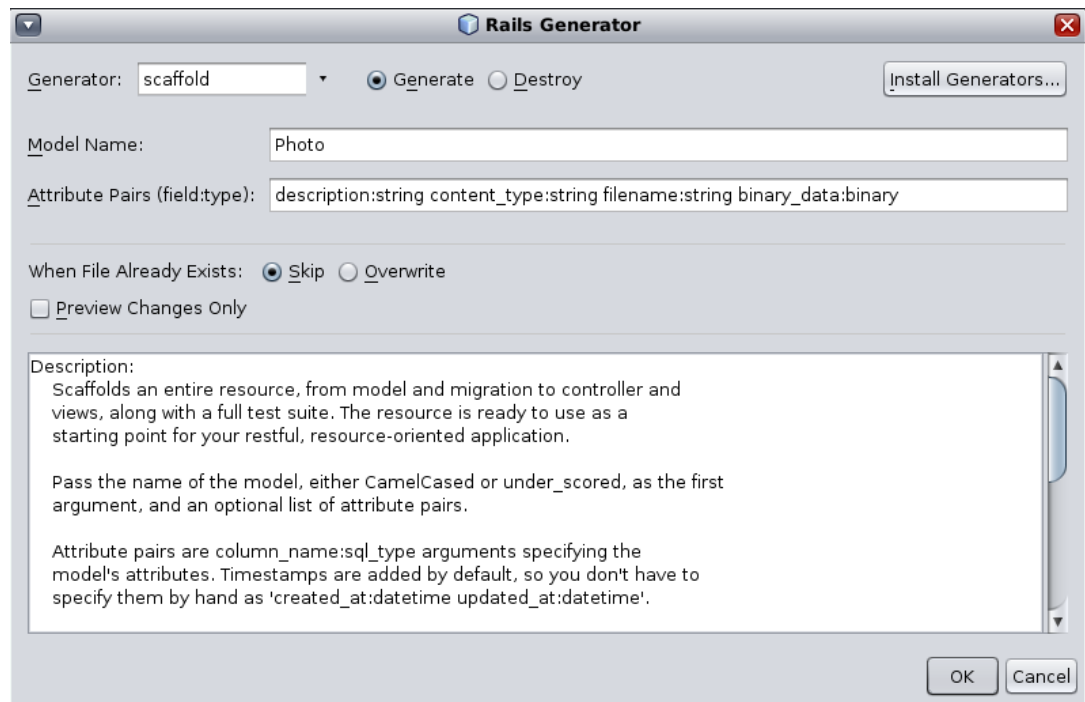 Rails Generator
Generator: scaffold Generate Destroy Install Generators...
Model Name: Photo
Attribute Pairs (field:type): description:string content_type:string filename:string binary_data:binary
When File Already Exists: Skip Overwrite
Preview Changes Only
Description:
Scaffolds an entire resource, from model and migration to controller and
views, along with a full test suite. The resource is ready to use as a
starting point for your restful, resource-oriented application.
Pass the name of the model, either CamelCased or under_scored, as the first
argument, and an optional list of attribute pairs.
Attribute pairs are column_name:sql_type arguments specifying the
model's attributes. Timestamps are added by default, so you don't have to
specify them by hand as 'created_at:datetime updated_at:datetime'.
OK Cancel